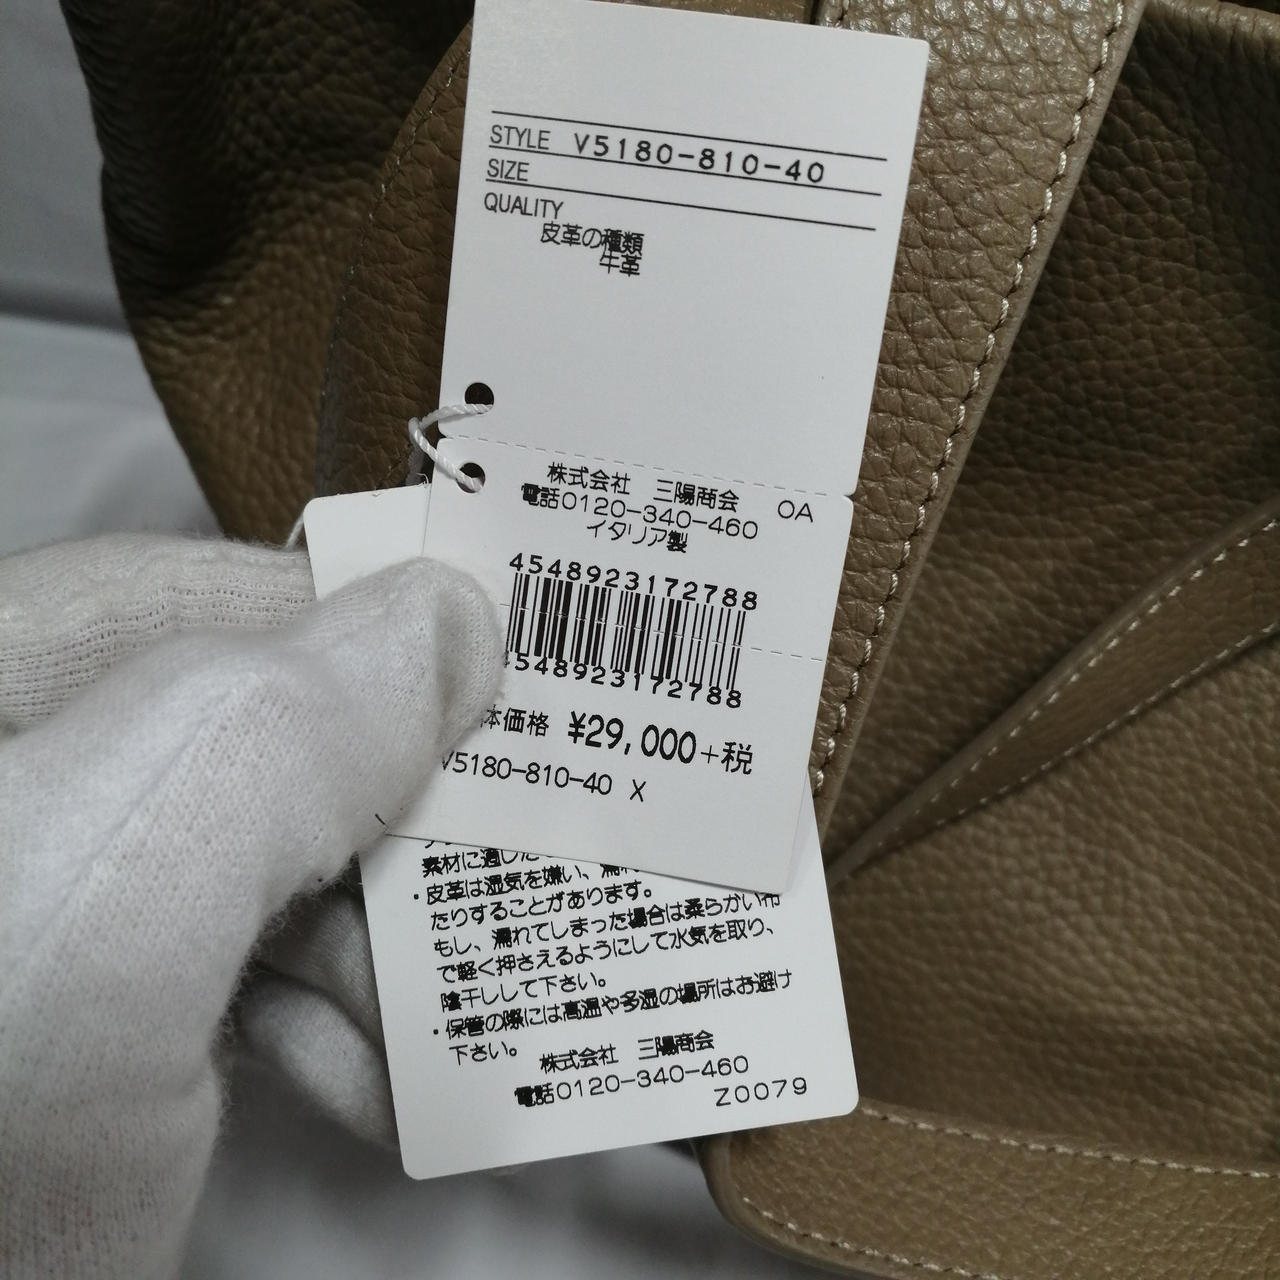 STYLE V5180-810-40
SIZE
QUALITY
皮革の種類
牛革
株式会社 三陽商会 OA
電話0120-340-460
イタリア製
4548923172788
4548923172788
体価格 ¥29,000+税
V5180-810-40 X
素材に適した
・皮革は湿気を嫌い、濡れ
たりすることがあります。
もし、濡れてしまった場合は柔らかい布
で軽く押さえるようにして水気を取り、
陰干しして下さい。
・保管の際には高温や多湿の場所はお避け
下さい。
株式会社 三陽商会
電話0120-340-460
Z0079